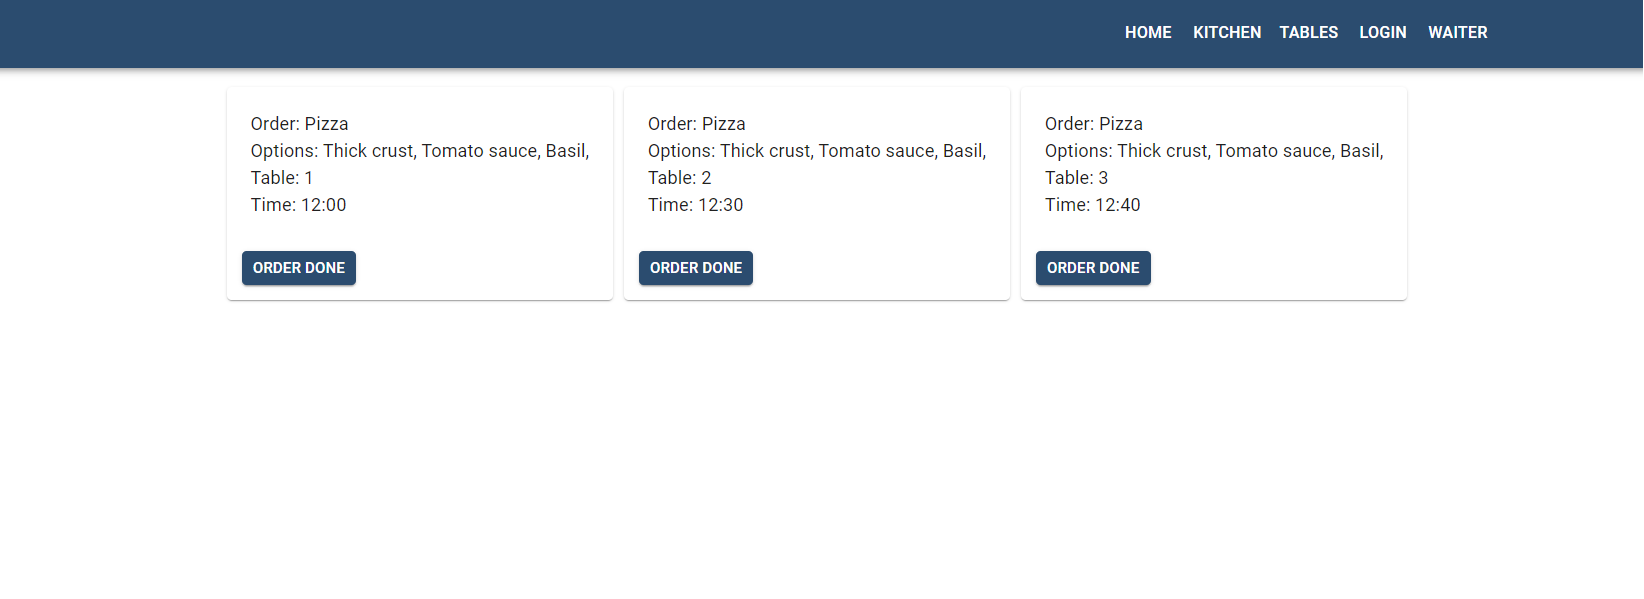 HOME KITCHEN TABLES LOGIN WAITER
Order: Pizza
Options: Thick crust, Tomato sauce, Basil,
Table: 1
Time: 12:00
ORDER DONE
Order: Pizza
Options: Thick crust, Tomato sauce, Basil,
Table: 2
Time: 12:30
ORDER DONE
Order: Pizza
Options: Thick crust, Tomato sauce, Basil,
Table: 3
Time: 12:40
ORDER DONE